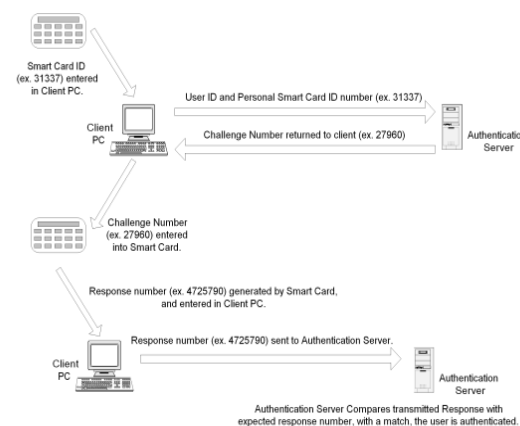 Smart Card ID
(ex. 31337) entered
in Client PC.
User ID and Personal Smart Card ID number (ex. 31337)
Client
PC
Challenge Number returned to client (ex. 27960)
Authentication
Server
Challenge Number
(ex. 27960) entered
into Smart Card.
Response number (ex. 4725790) generated by Smart Card,
and entered in Client PC.
Response number (ex. 4725790) sent to Authentication Server.
Client
PC
Authentication
Server
Authentication Server Compares transmitted Response with
expected response number, with a match, the user is authenticated.